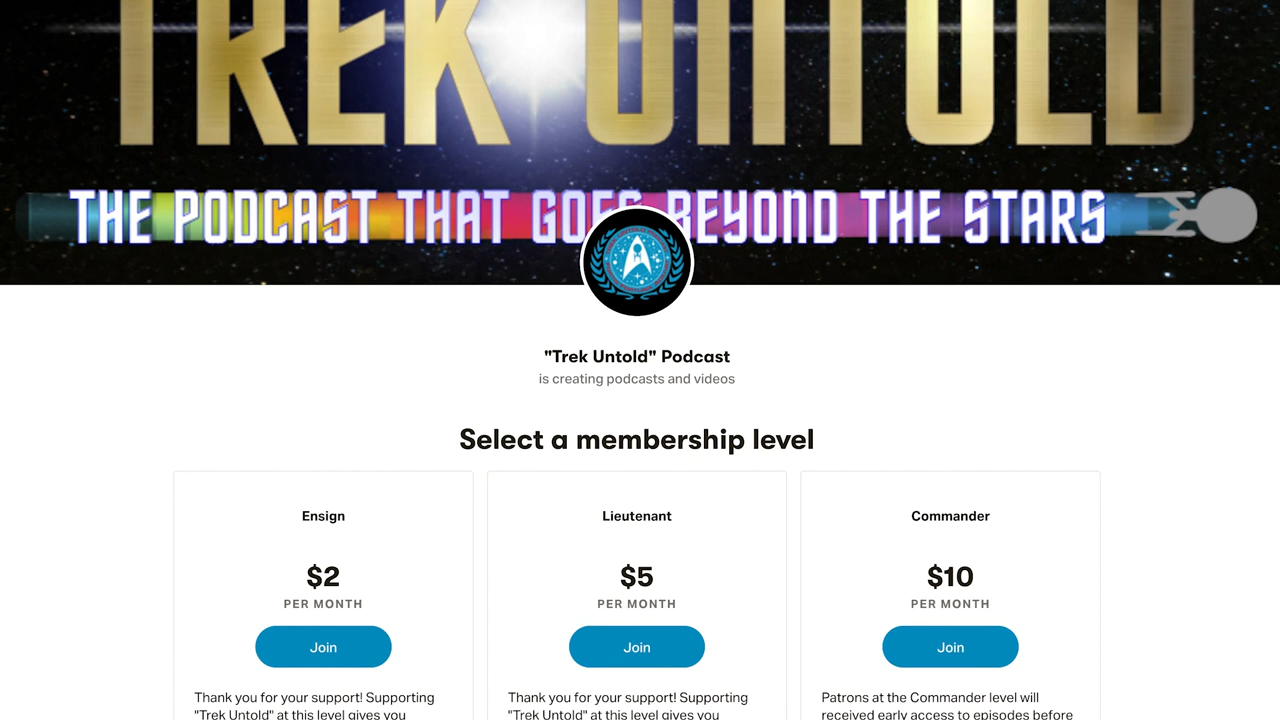 TREK UNTOLD
THE PODCAST THAT GOES BEYOND THE STARS
"Trek Untold" Podcast
is creating podcasts and videos
Select a membership level
Ensign
$2
PER MONTH
Join
Thank you for your support! Supporting
"Trek Untold" at this level gives you
Lieutenant
$5
PER MONTH
Join
Thank you for your support! Supporting
"Trek Untold" at this level gives you
Commander
$10
PER MONTH
Join
Patrons at the Commander level will
received early access to episodes before